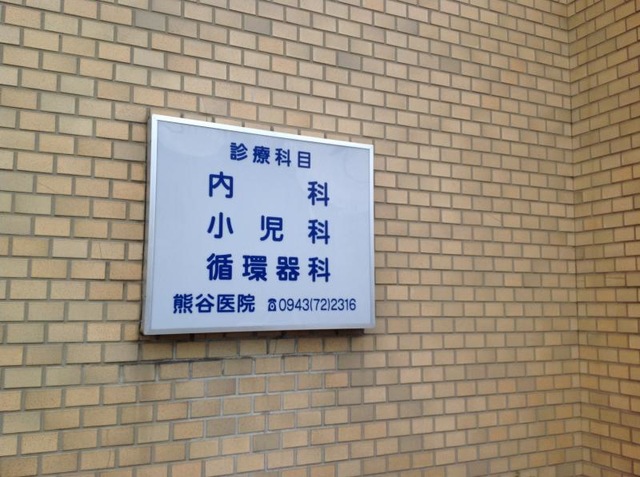 診療科目
内 科
小児科
循環器科
熊谷医院 ☎0943(72)2316